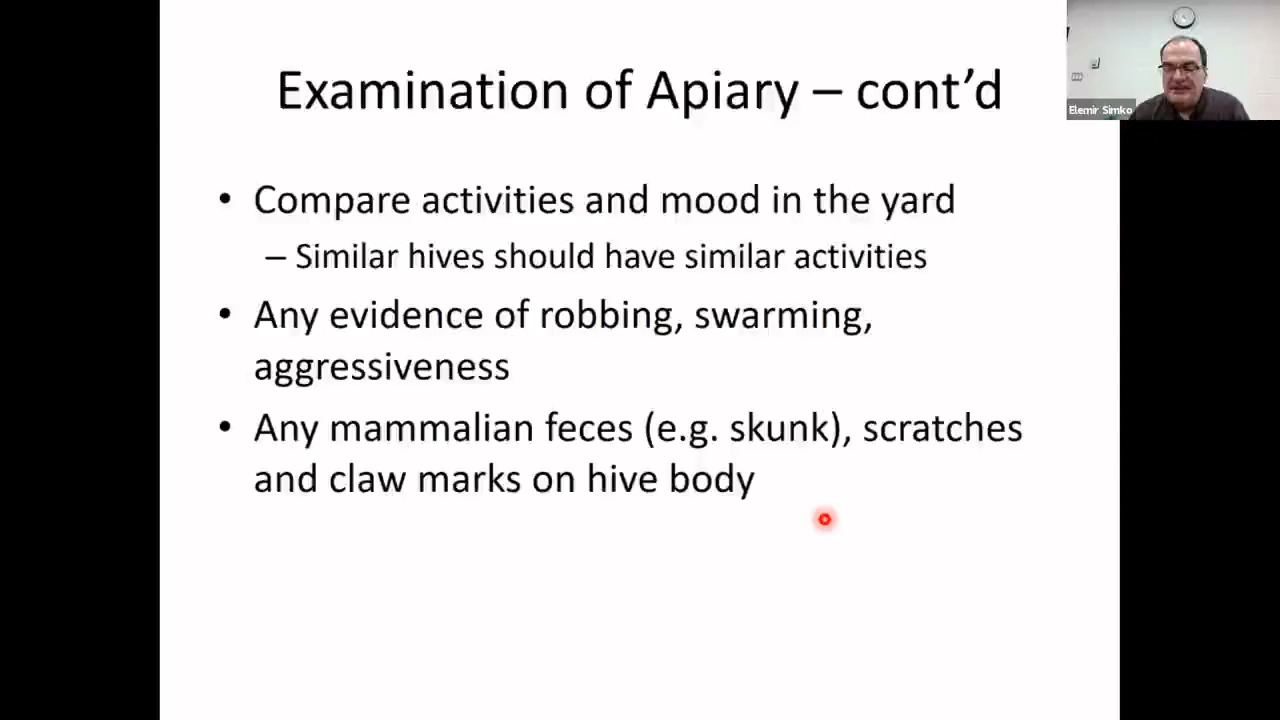 Examination of Apiary – cont’d
Elemir Simko
• Compare activities and mood in the yard
– Similar hives should have similar activities
• Any evidence of robbing, swarming,
aggressiveness
• Any mammalian feces (e.g. skunk), scratches
and claw marks on hive body